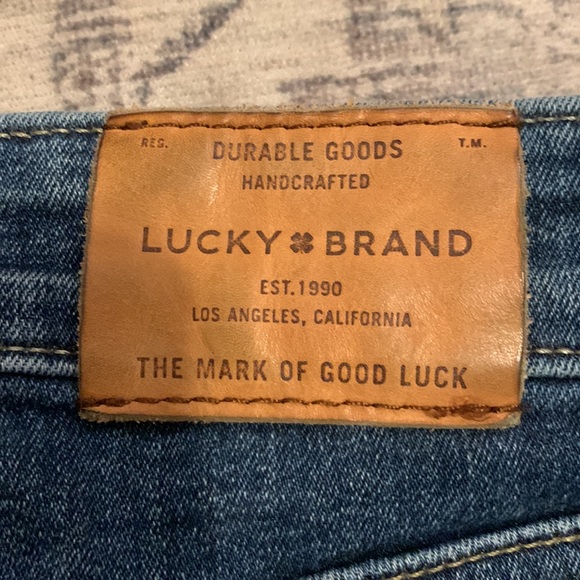 REG. DURABLE GOODS T.M.
HANDCRAFTED
LUCKY BRAND
EST.1990
LOS ANGELES, CALIFORNIA
THE MARK OF GOOD LUCK